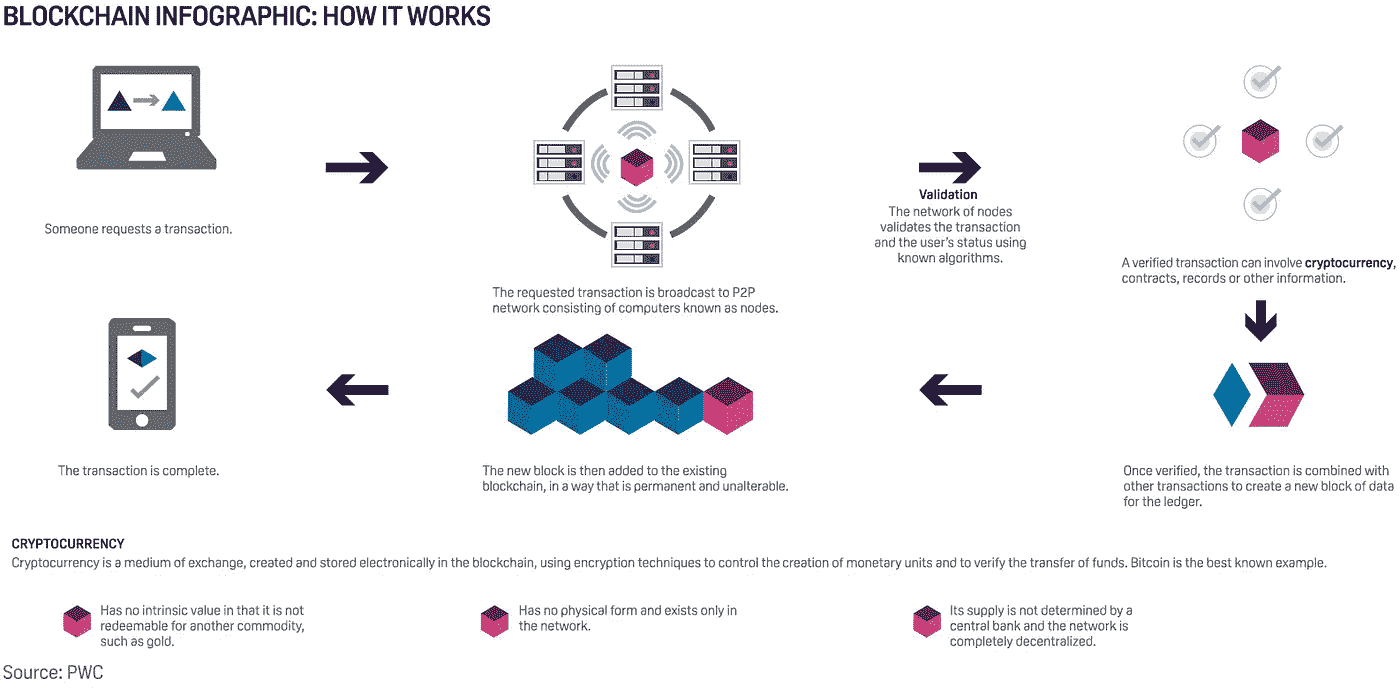 BLOCKCHAIN INFOGRAPHIC: HOW IT WORKS
Someone requests a transaction.
The requested transaction is broadcast to P2P
network consisting of computers known as nodes.
Validation
The network of nodes
validates the transaction
and the user's status using
known algorithms.
A verified transaction can involve cryptocurrency,
contracts, records or other information.
Once verified, the transaction is combined with
other transactions to create a new block of data
for the ledger.
The new block is then added to the existing
blockchain, in a way that is permanent and unalterable.
The transaction is complete.
CRYPTOCURRENCY
Cryptocurrency is a medium of exchange, created and stored electronically in the blockchain, using encryption techniques to control the creation of monetary units and to verify the transfer of funds. Bitcoin is the best known example.
Has no intrinsic value in that it is not
redeemable for another commodity,
such as gold.
Has no physical form and exists only in
the network.
Its supply is not determined by a
central bank and the network is
completely decentralized.
Source: PWC